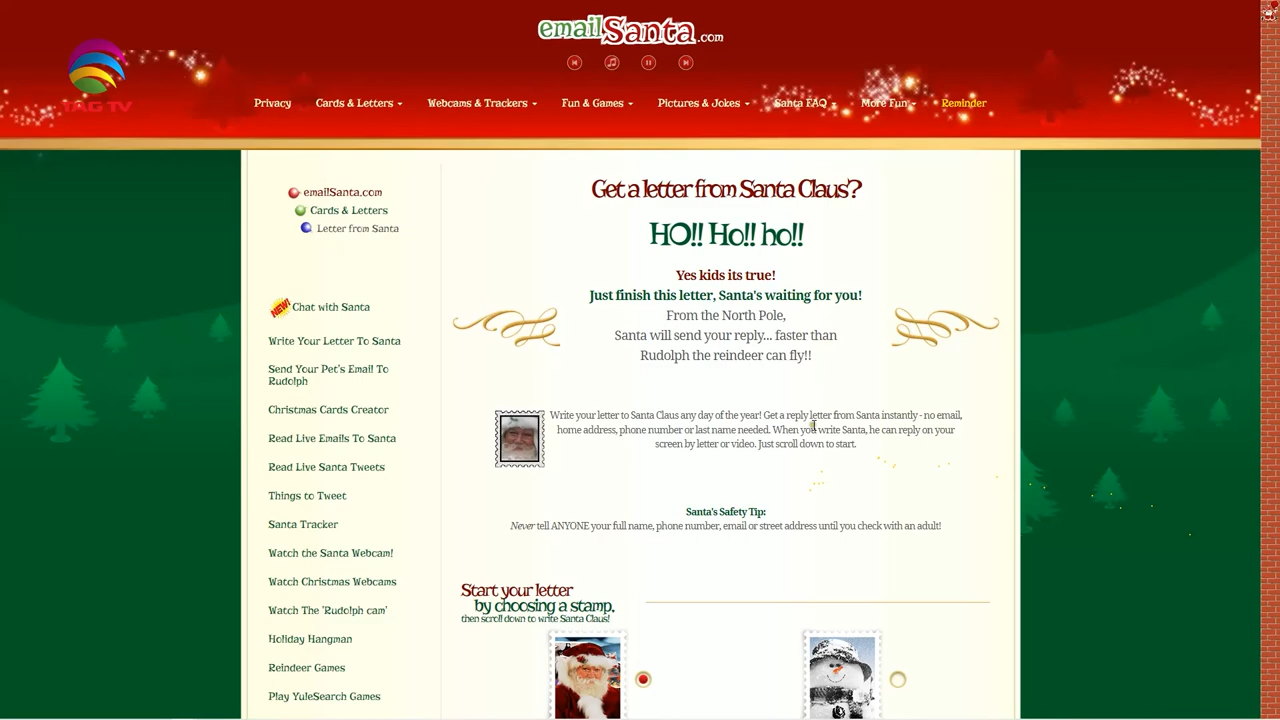 emailSanta.com
TAG TV
Privacy
Cards & Letters
Webcams & Trackers
Fun & Games
Pictures & Jokes
Santa FAQ
More Fun
Reminder
emailSanta.com
Cards & Letters
Letter from Santa
NEW!
Chat with Santa
Write Your Letter To Santa
Send Your Pet's Email To
Rudolph
Christmas Cards Creator
Read Live Emails To Santa
Read Live Santa Tweets
Things to Tweet
Santa Tracker
Watch the Santa Webcam!
Watch Christmas Webcams
Watch The 'Rudolph cam'
Holiday Hangman
Reindeer Games
Play YuleSearch Games
Get a letter from Santa Claus?
HO!! Ho!! ho!!
Yes kids its true!
Just finish this letter, Santa's waiting for you!
From the North Pole,
Santa will send your reply... faster than
Rudolph the reindeer can fly!!
Write your letter to Santa Claus any day of the year! Get a reply letter from Santa instantly - no email,
home address, phone number or last name needed. When you write Santa, he can reply on your
screen by letter or video. Just scroll down to start.
Santa's Safety Tip:
Never tell ANYONE your full name, phone number, email or street address until you check with an adult!
Start your letter
by choosing a stamp,
then scroll down to write Santa Claus!